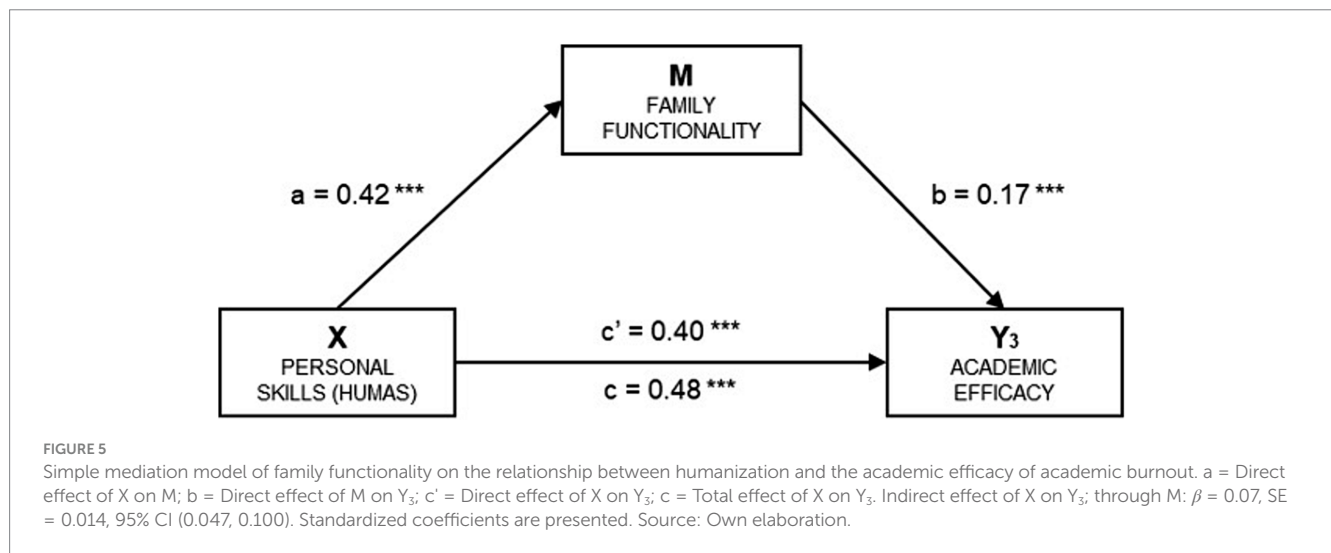 M
FAMILY
FUNCTIONALITY
a = 0.42 ***
b = 0.17 ***
X
PERSONAL
SKILLS (HUMAS)
c’ = 0.40 ***
c = 0.48 ***
Y₃
ACADEMIC
EFFICACY
FIGURE 5
Simple mediation model of family functionality on the relationship between humanization and the academic efficacy of academic burnout. a = Direct
effect of X on M; b = Direct effect of M on Y₃; c' = Direct effect of X on Y₃; c = Total effect of X on Y₃. Indirect effect of X on Y₃; through M: β = 0.07, SE
= 0.014, 95% CI (0.047, 0.100). Standardized coefficients are presented. Source: Own elaboration.